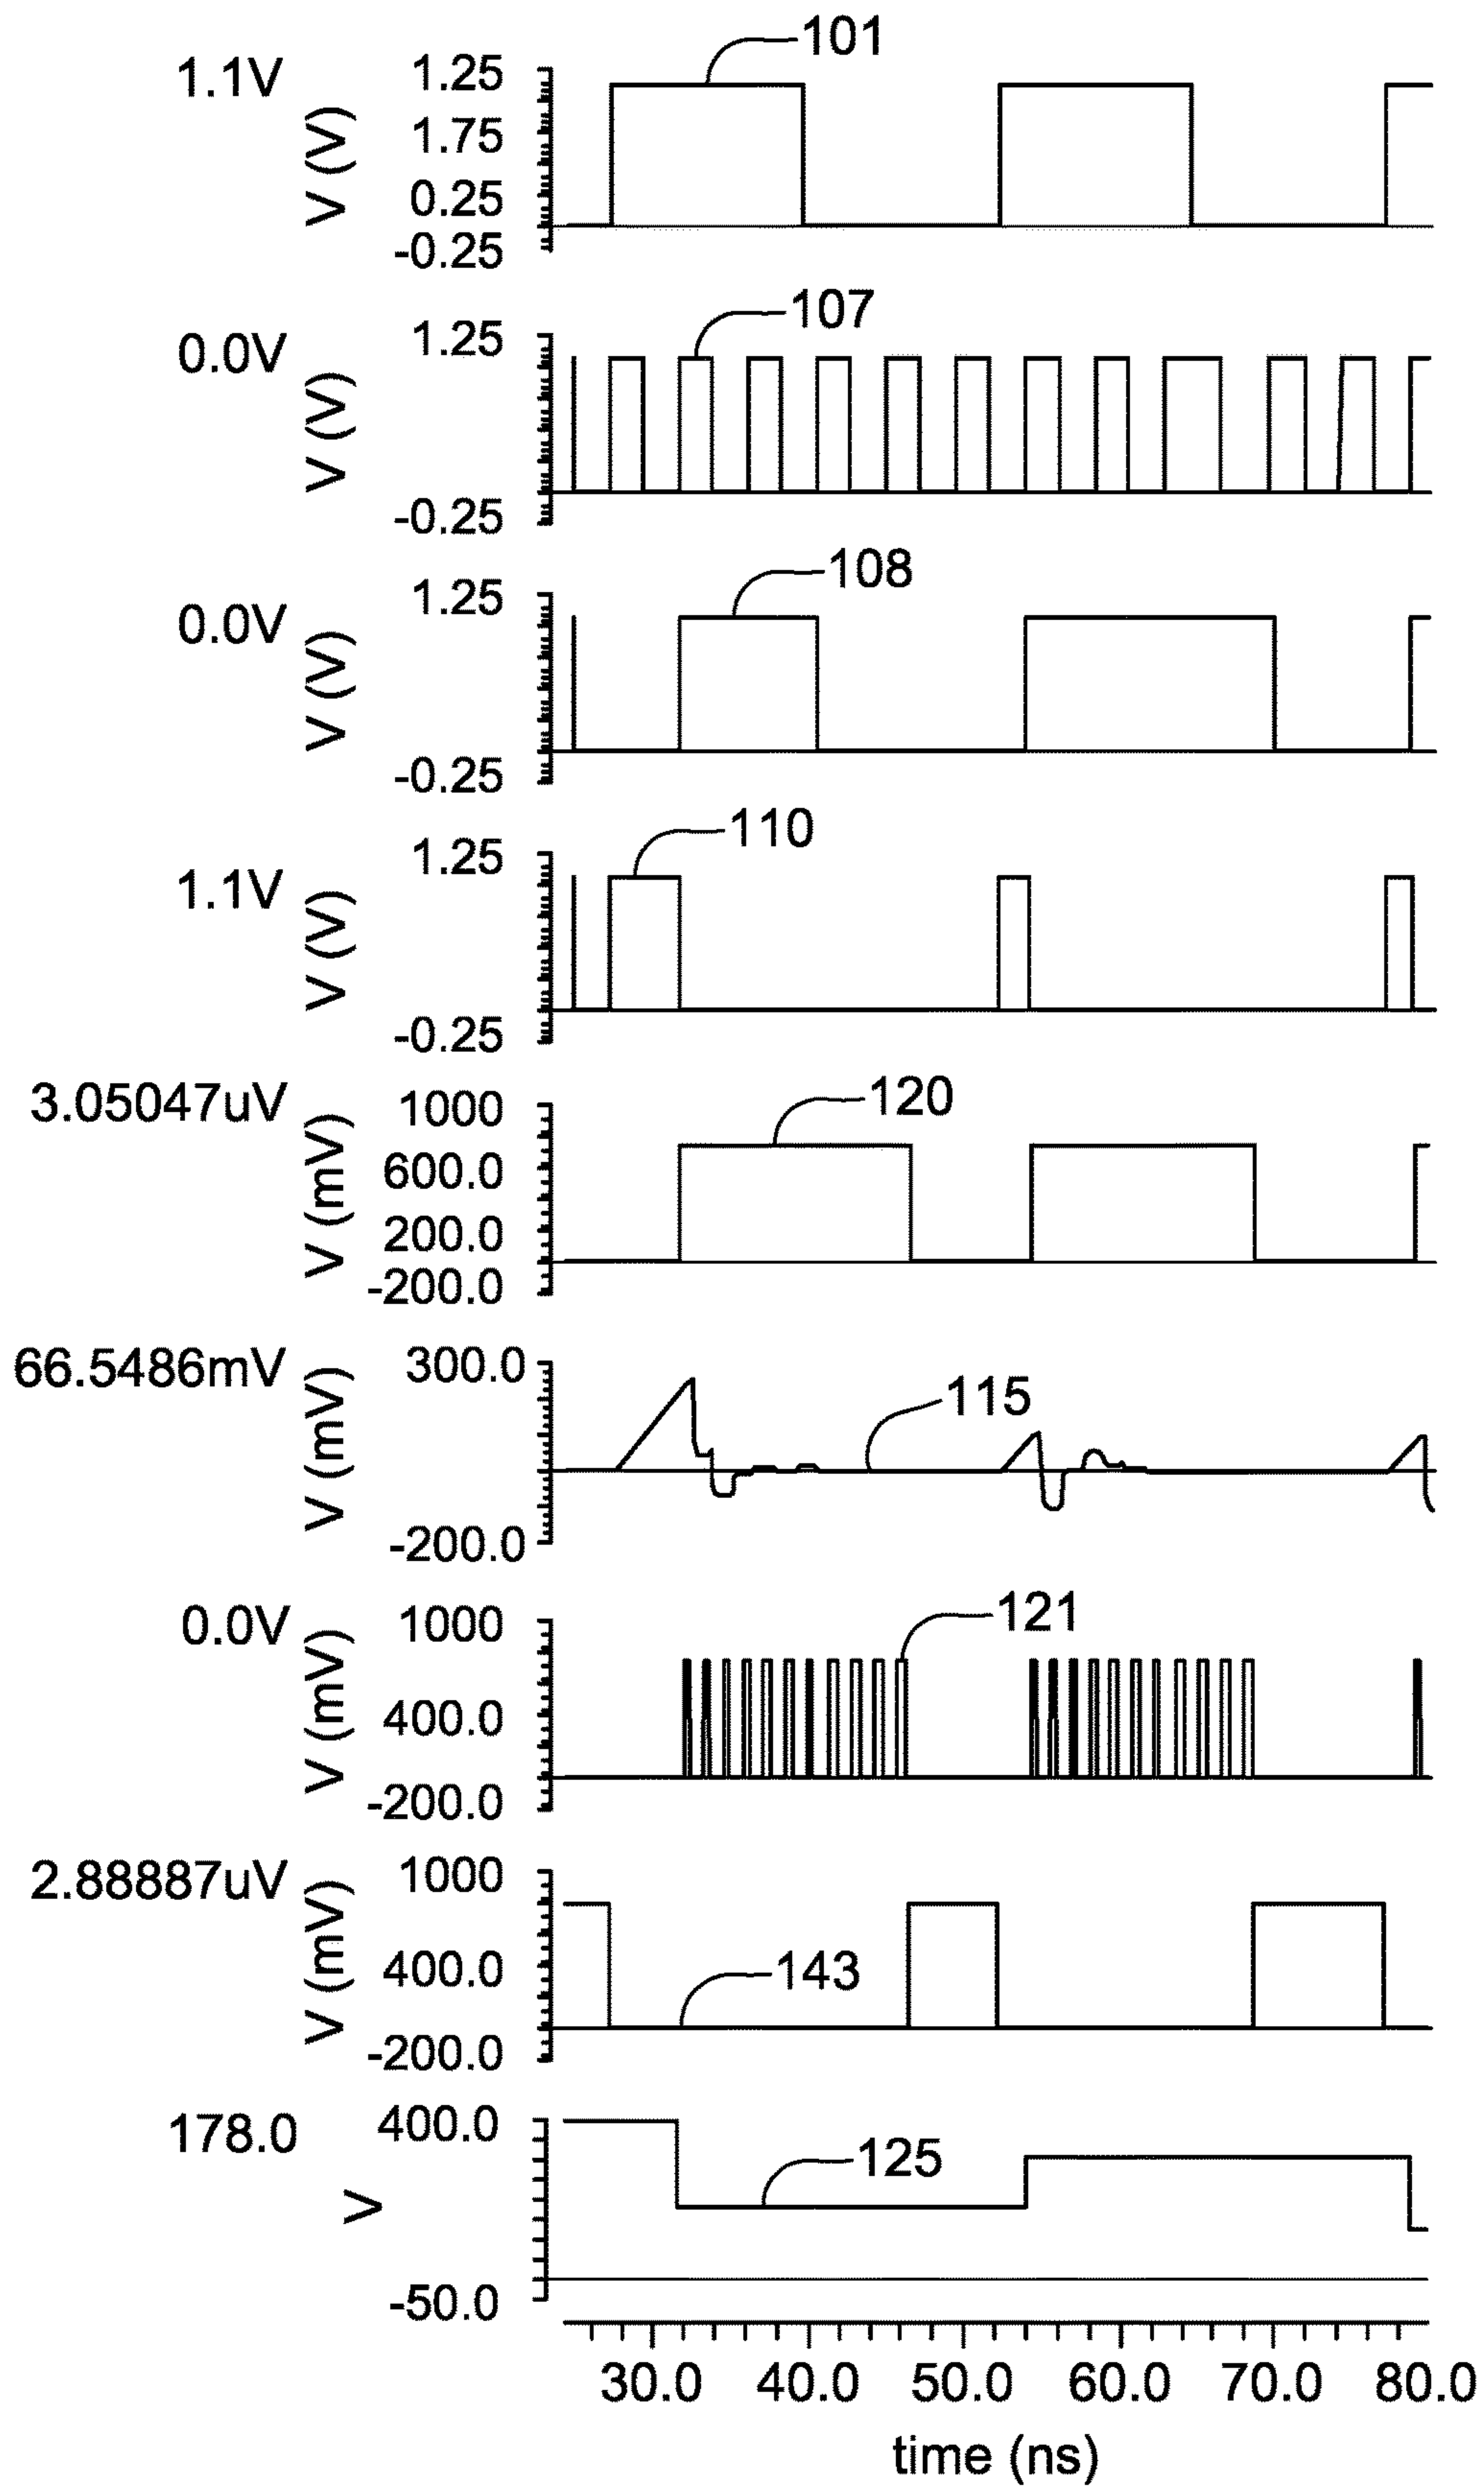 101
1.1V
V (V)
1.25
1.75
0.25
-0.25
107
0.0V
V (V)
1.25
-0.25
108
0.0V
V (V)
1.25
-0.25
110
1.1V
V (V)
1.25
-0.25
120
3.05047uV
V (mV)
1000
600.0
200.0
-200.0
66.5486mV
V (mV)
300.0
-200.0
115
0.0V
V (mV)
1000
400.0
-200.0
121
2.88887uV
V (mV)
1000
400.0
-200.0
143
178.0
V
400.0
-50.0
125
30.0 40.0 50.0 60.0 70.0 80.0
time (ns)